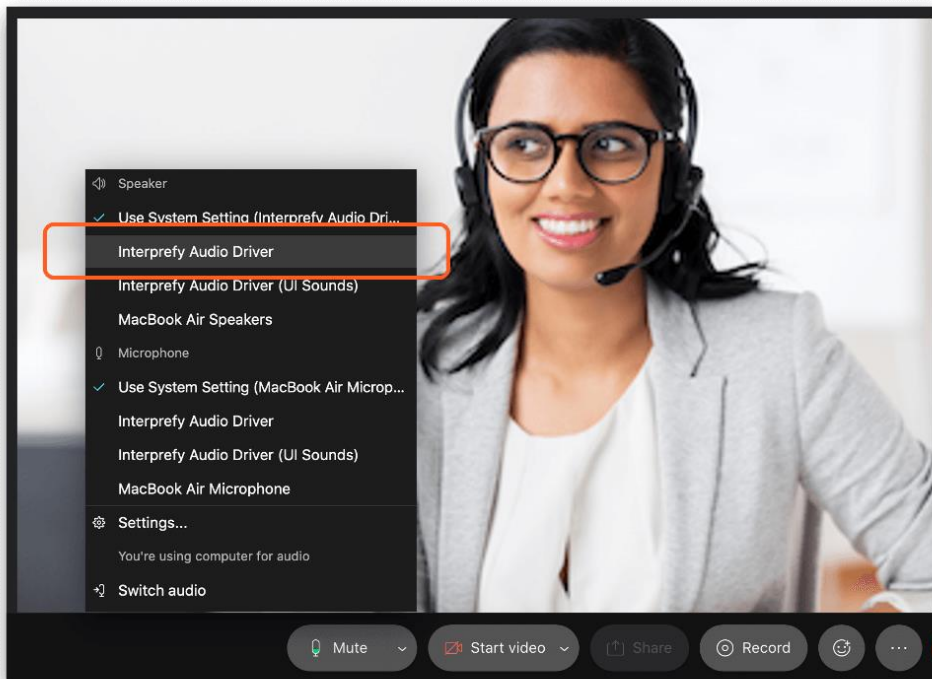 Speaker
Use System Setting (Interprefy Audio Dri...
Interprefy Audio Driver
Interprefy Audio Driver (UI Sounds)
MacBook Air Speakers
Microphone
Use System Setting (MacBook Air Microp...
Interprefy Audio Driver
Interprefy Audio Driver (UI Sounds)
MacBook Air Microphone
Settings...
You're using computer for audio
Switch audio
Mute Start video Share Record